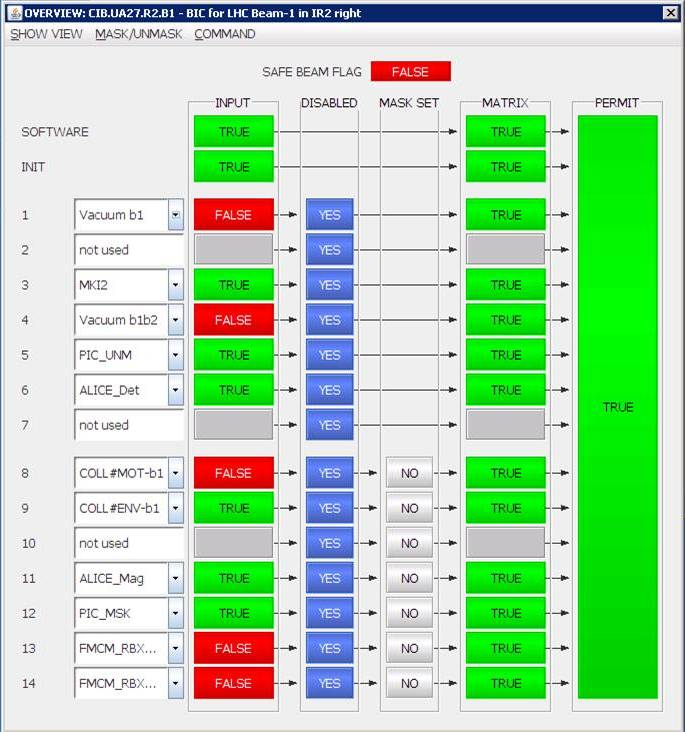 OVERVIEW: CIB.UA27.R2.B1 - BIC for LHC Beam-1 in IR2 right
SHOW VIEW MASK/UNMASK COMMAND
SAFE BEAM FLAG FALSE
INPUT DISABLED MASK SET MATRIX PERMIT
SOFTWARE TRUE TRUE
INIT TRUE TRUE
1 Vacuum b1 FALSE YES TRUE
2 not used YES
3 MKI2 TRUE YES TRUE
4 Vacuum b1b2 FALSE YES TRUE
5 PIC_UNM TRUE YES TRUE
6 ALICE_Det TRUE YES TRUE
TRUE
7 not used YES
8 COLL#MOT-b1 FALSE YES NO TRUE
9 COLL#ENV-b1 TRUE YES NO TRUE
10 not used YES NO
11 ALICE_Mag TRUE YES NO TRUE
12 PIC_MSK TRUE YES NO TRUE
13 FMCM_RBX... FALSE YES NO TRUE
14 FMCM_RBX... FALSE YES NO TRUE